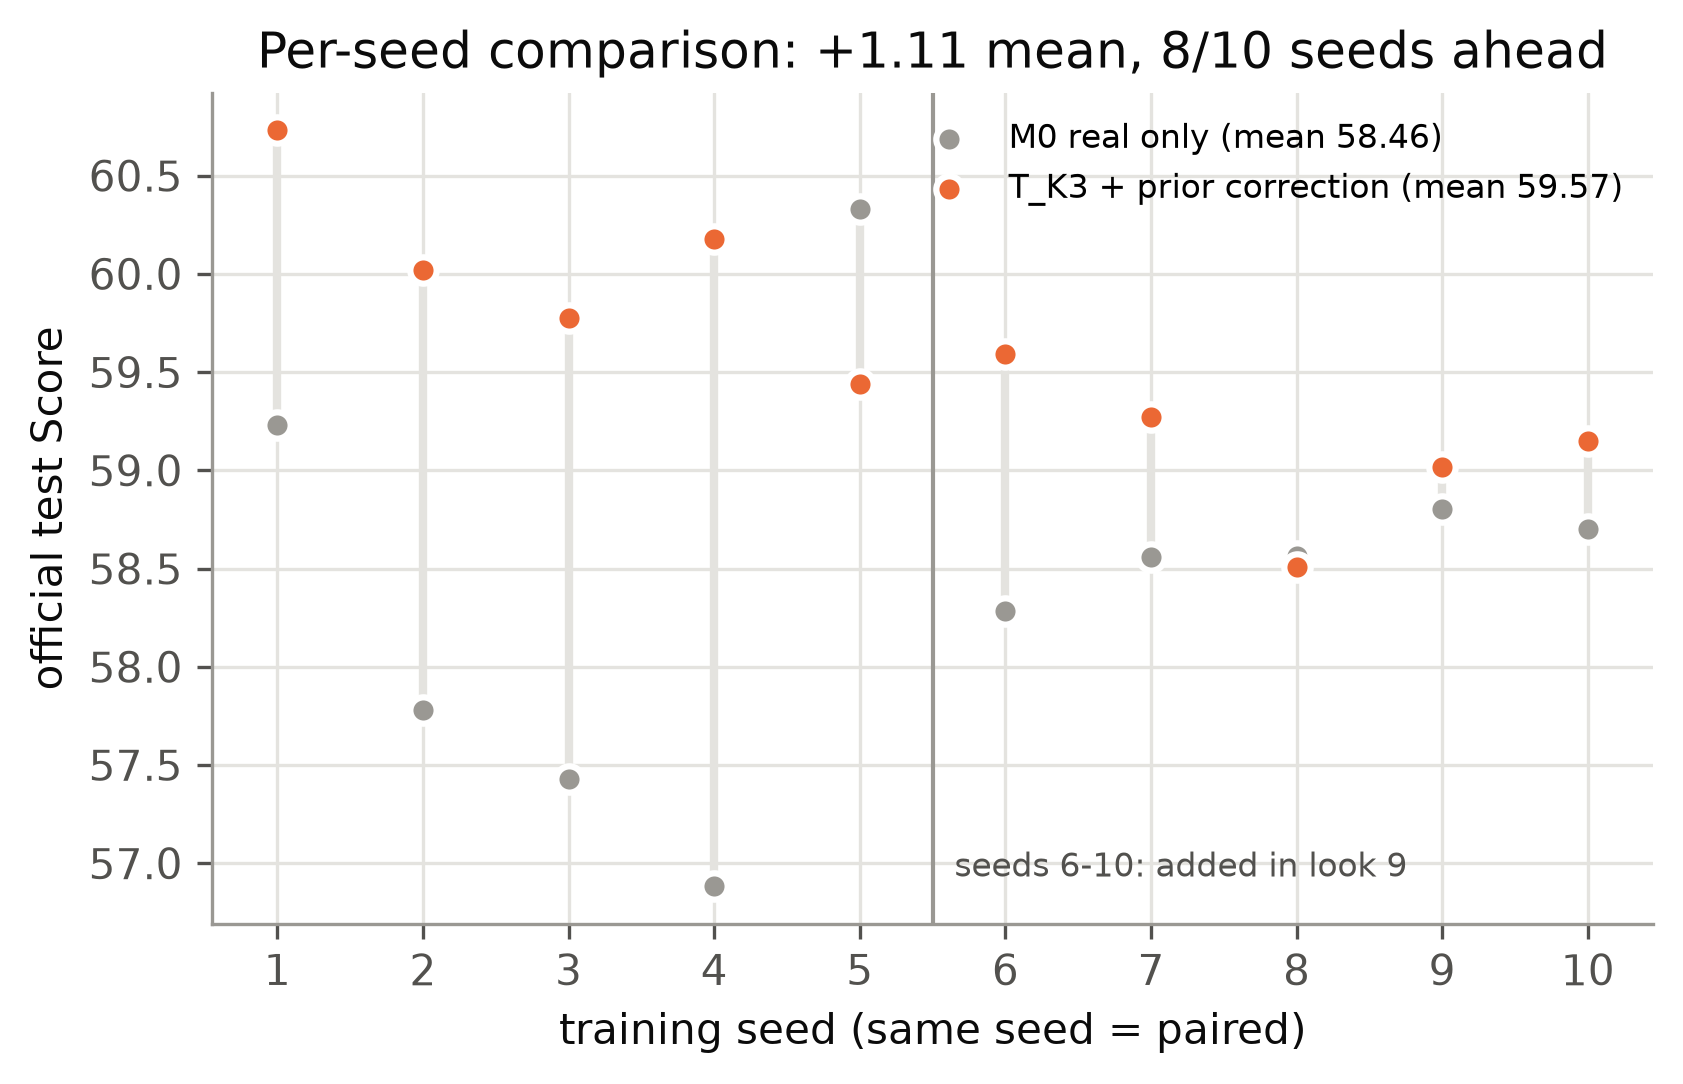 Per-seed comparison: +1.11 mean, 8/10 seeds ahead
M0 real only (mean 58.46)
T_K3 + prior correction (mean 59.57)
official test Score
60.5
60.0
59.5
59.0
58.5
58.0
57.5
57.0
seeds 6-10: added in look 9
1 2 3 4 5 6 7 8 9 10
training seed (same seed = paired)